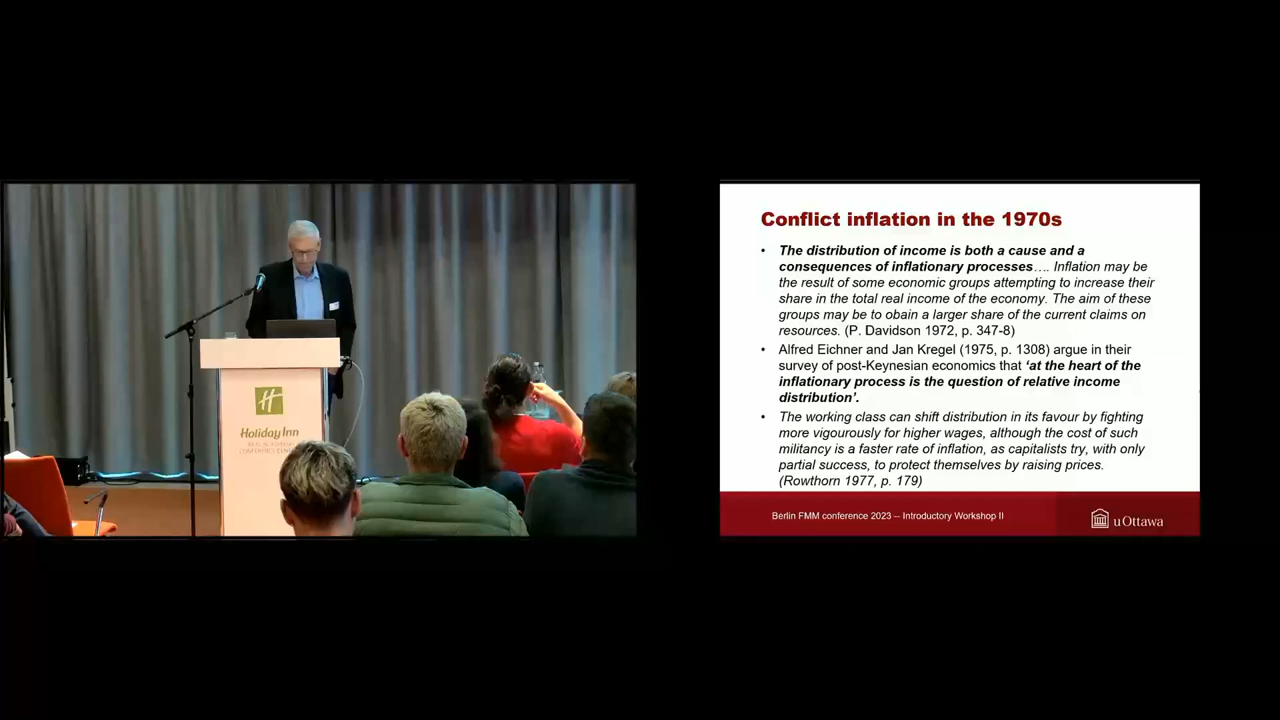 Holiday Inn
Conflict inflation in the 1970s
• The distribution of income is both a cause and a
consequences of inflationary processes…. Inflation may be
the result of some economic groups attempting to increase their
share in the total real income of the economy. The aim of these
groups may be to obain a larger share of the current claims on
resources. (P. Davidson 1972, p. 347-8)
• Alfred Eichner and Jan Kregel (1975, p. 1308) argue in their
survey of post-Keynesian economics that ‘at the heart of the
inflationary process is the question of relative income
distribution’.
• The working class can shift distribution in its favour by fighting
more vigourously for higher wages, although the cost of such
militancy is a faster rate of inflation, as capitalists try, with only
partial success, to protect themselves by raising prices.
(Rowthorn 1977, p. 179)
Berlin FMM conference 2023 -- Introductory Workshop II
uOttawa